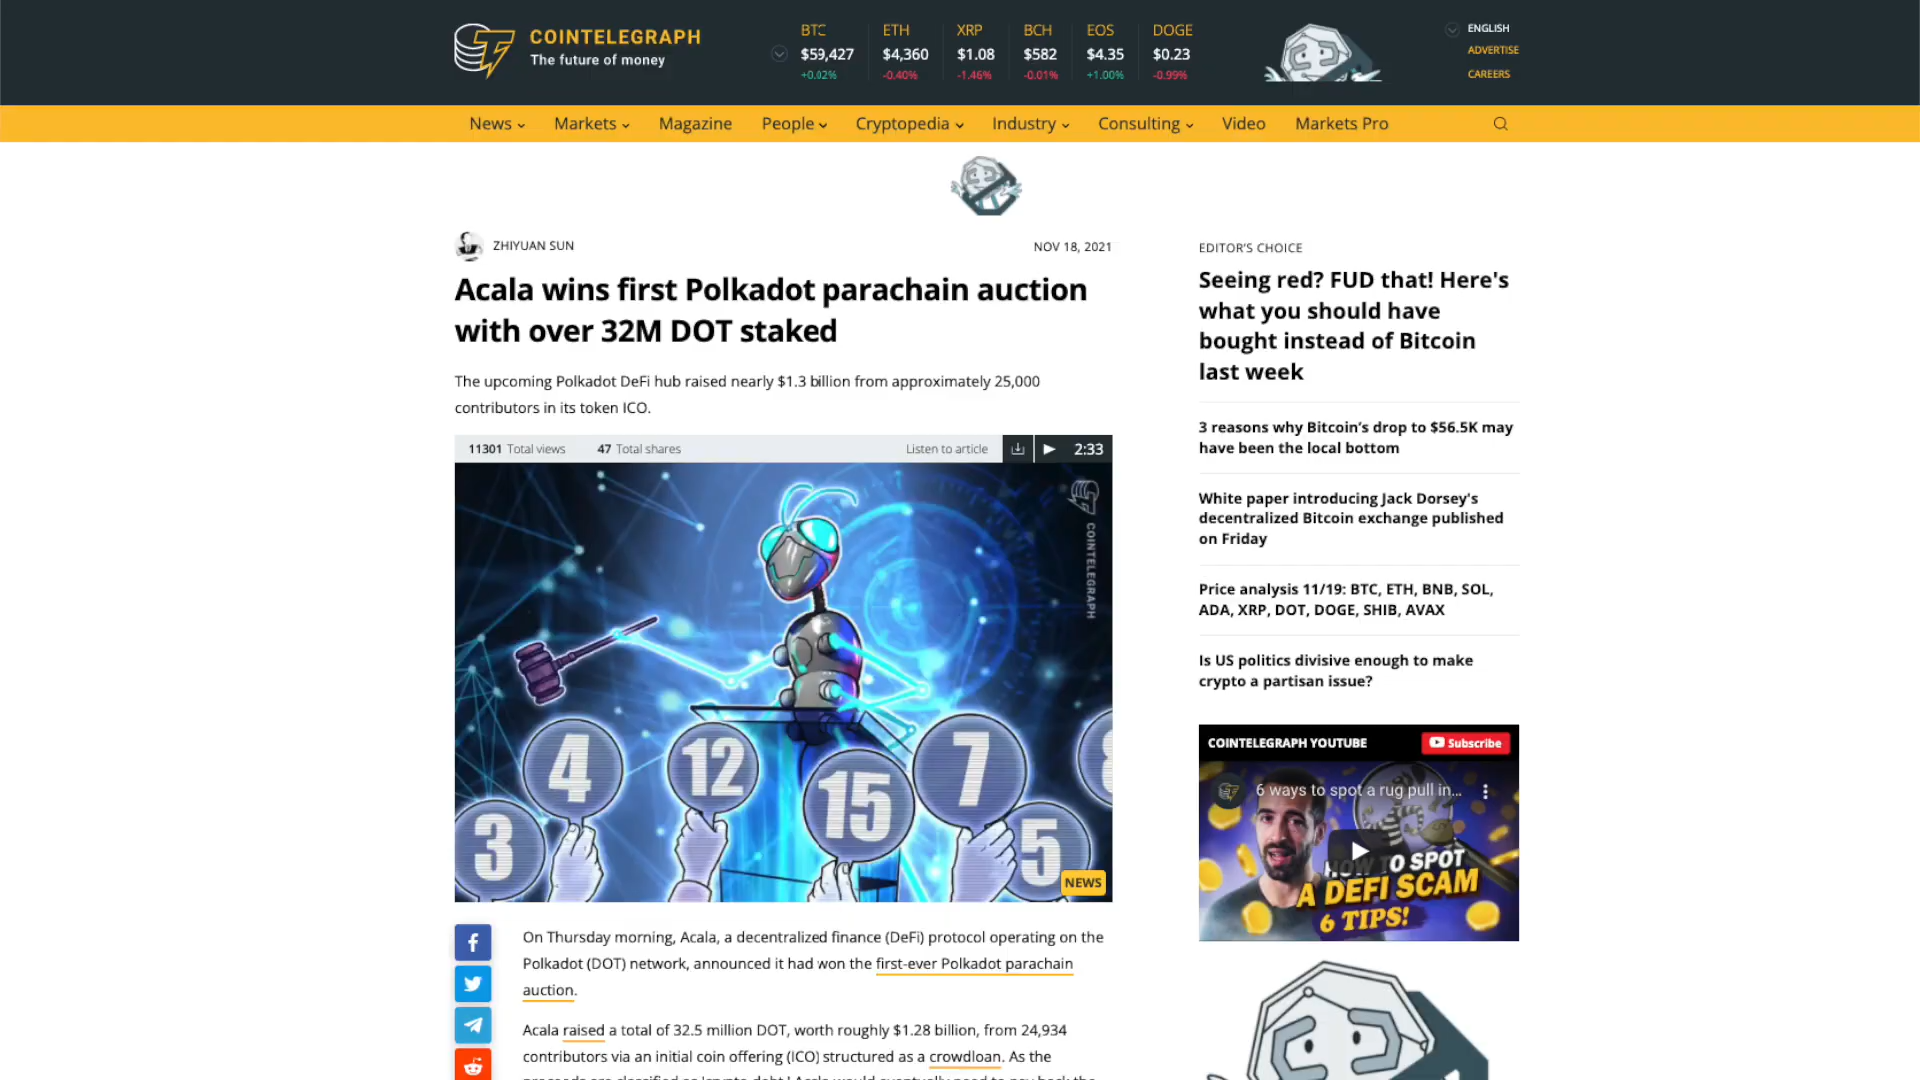 COINTELEGRAPH
The future of money
BTC
$59,427
+0.02%
ETH
$4,360
-0.40%
XRP
$1.08
-1.46%
BCH
$582
-0.01%
EOS
$4.35
+1.00%
DOGE
$0.23
-0.99%
ENGLISH
ADVERTISE
CAREERS
News
Markets
Magazine
People
Cryptopedia
Industry
Consulting
Video
Markets Pro
ZHIYUAN SUN
NOV 18, 2021
Acala wins first Polkadot parachain auction
with over 32M DOT staked
The upcoming Polkadot DeFi hub raised nearly $1.3 billion from approximately 25,000
contributors in its token ICO.
11301 Total views
47 Total shares
Listen to article
2:33
COINTELEGRAPH
4
12
7
15
3
5
NEWS
On Thursday morning, Acala, a decentralized finance (DeFi) protocol operating on the
Polkadot (DOT) network, announced it had won the first-ever Polkadot parachain
auction.
Acala raised a total of 32.5 million DOT, worth roughly $1.28 billion, from 24,934
contributors via an initial coin offering (ICO) structured as a crowdloan. As the
EDITOR'S CHOICE
Seeing red? FUD that! Here's
what you should have
bought instead of Bitcoin
last week
3 reasons why Bitcoin's drop to $56.5K may
have been the local bottom
White paper introducing Jack Dorsey's
decentralized Bitcoin exchange published
on Friday
Price analysis 11/19: BTC, ETH, BNB, SOL,
ADA, XRP, DOT, DOGE, SHIB, AVAX
Is US politics divisive enough to make
crypto a partisan issue?
COINTELEGRAPH YOUTUBE
Subscribe
6 ways to spot a rug pull in...
HOW TO SPOT
A DEFI SCAM
6 TIPS!